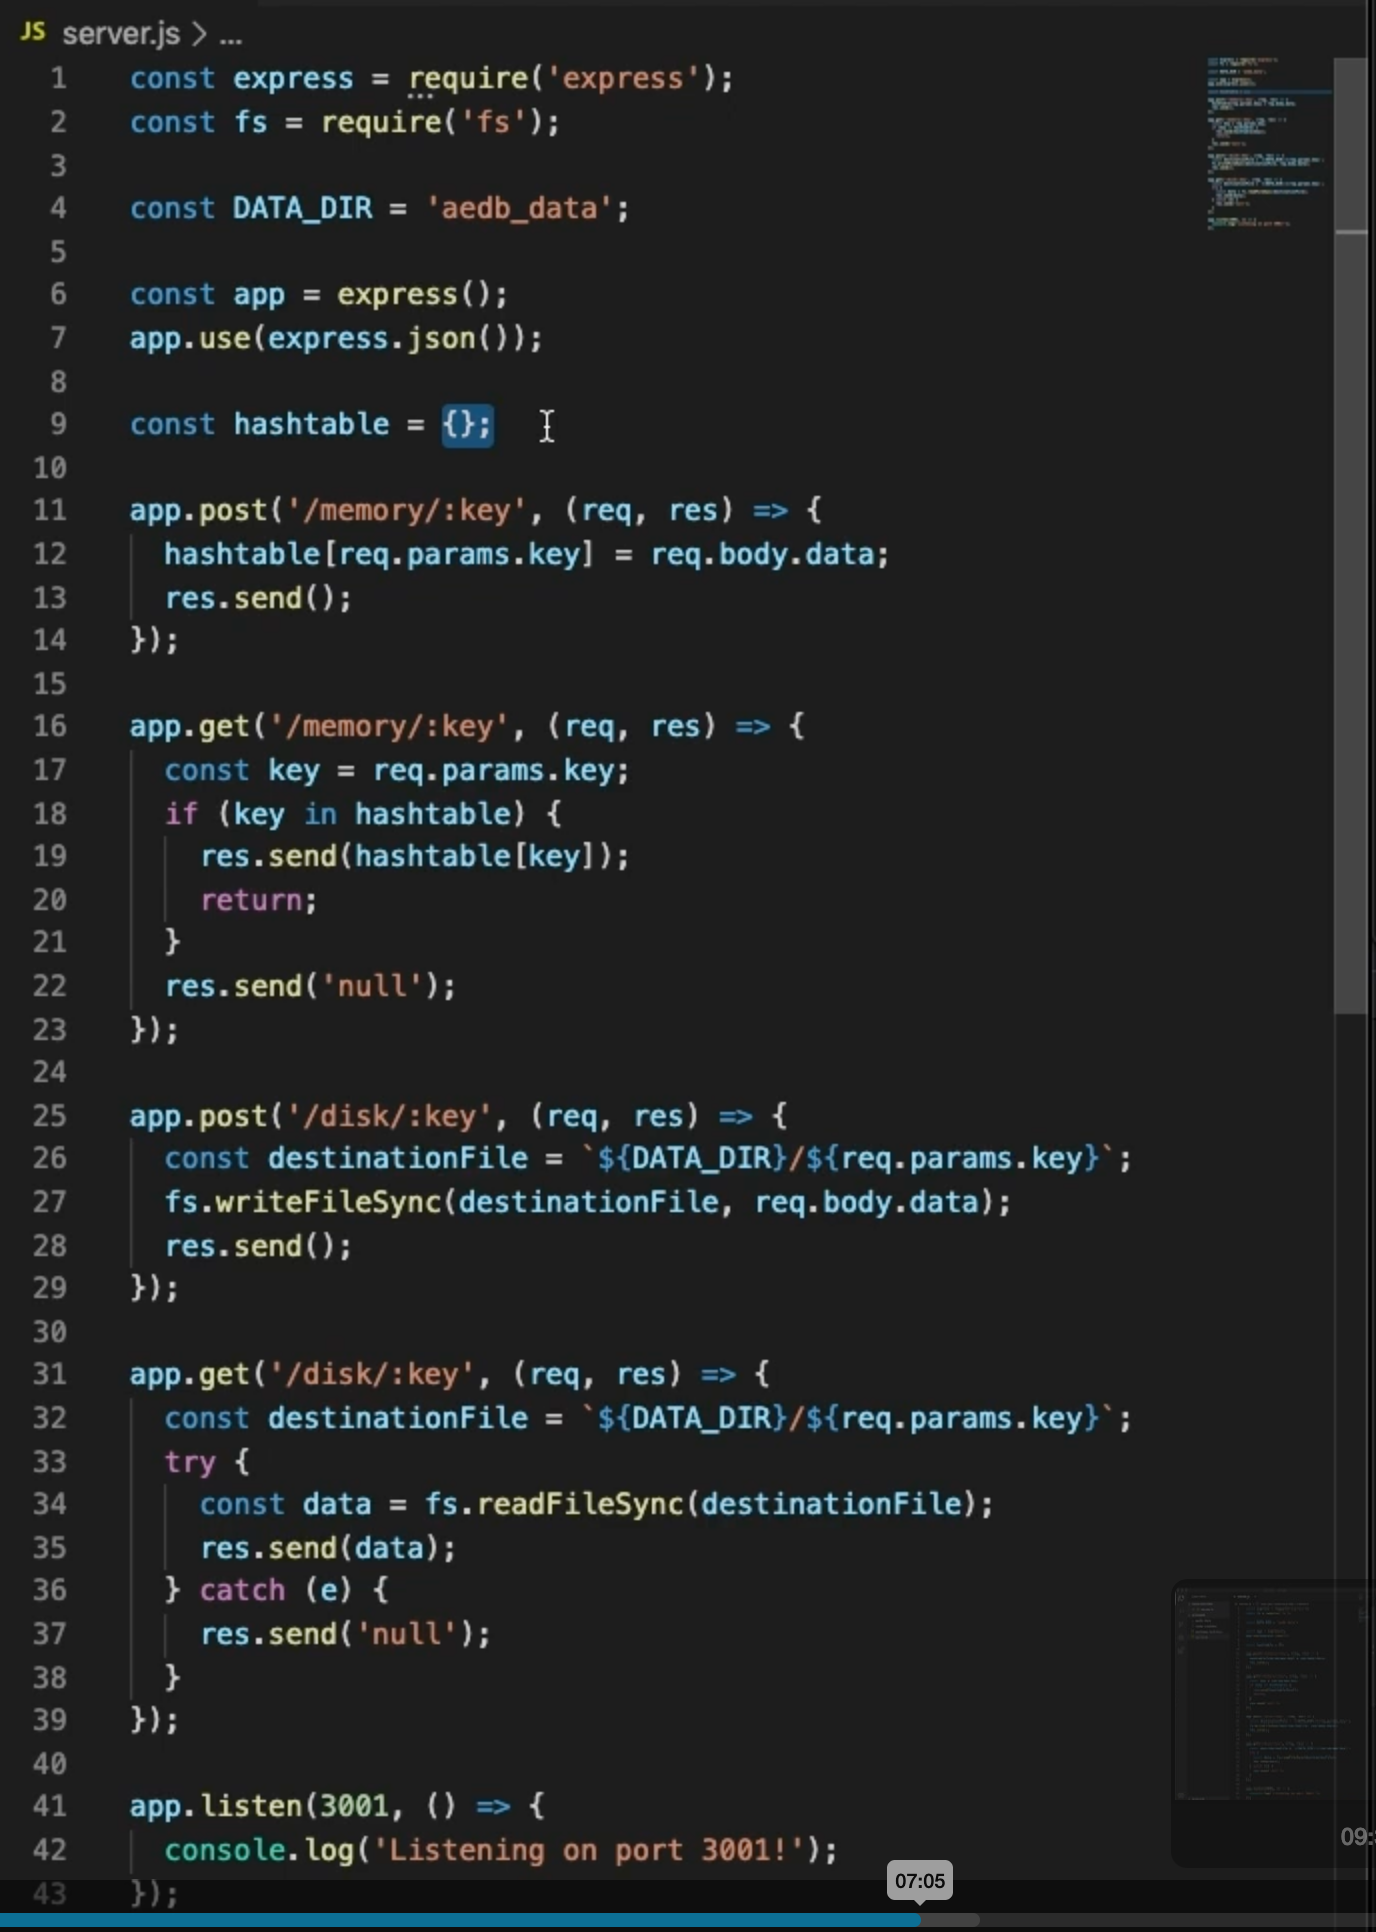 JS server.js > ...
1 const express = require('express');
2 const fs = require('fs');
3
4 const DATA_DIR = 'aedb_data';
5
6 const app = express();
7 app.use(express.json());
8
9 const hashtable = {};
10
11 app.post('/memory/:key', (req, res) => {
12 hashtable[req.params.key] = req.body.data;
13 res.send();
14 });
15
16 app.get('/memory/:key', (req, res) => {
17 const key = req.params.key;
18 if (key in hashtable) {
19 res.send(hashtable[key]);
20 return;
21 }
22 res.send('null');
23 });
24
25 app.post('/disk/:key', (req, res) => {
26 const destinationFile = `${DATA_DIR}/${req.params.key}`;
27 fs.writeFileSync(destinationFile, req.body.data);
28 res.send();
29 });
30
31 app.get('/disk/:key', (req, res) => {
32 const destinationFile = `${DATA_DIR}/${req.params.key}`;
33 try {
34 const data = fs.readFileSync(destinationFile);
35 res.send(data);
36 } catch (e) {
37 res.send('null');
38 }
39 });
40
41 app.listen(3001, () => {
42 console.log('Listening on port 3001!');
43 });
09:
07:05